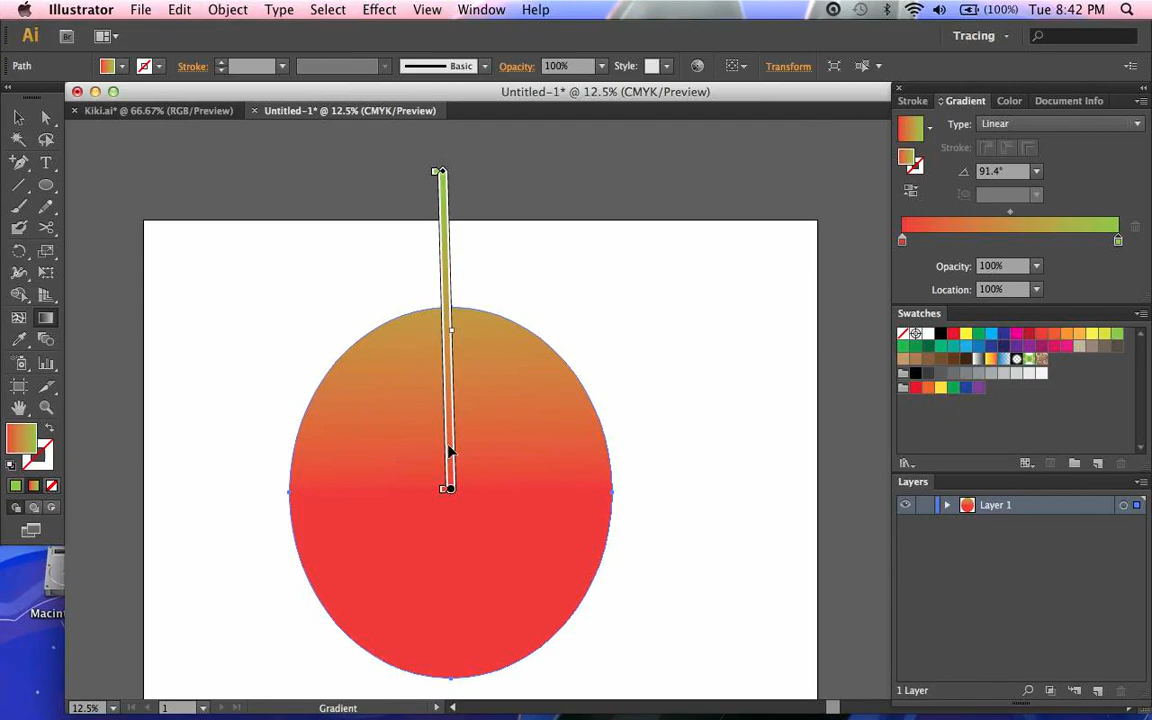 Illustrator File Edit Object Type Select Effect View Window Help (100%) Tue 8:42 PM
Ai Br Tracing
Path Stroke: Basic Opacity: 100% Style: Transform
Untitled-1* @ 12.5% (CMYK/Preview)
× Kiki.ai* @ 66.67% (RGB/Preview) × Untitled-1* @ 12.5% (CMYK/Preview)
Stroke Gradient Color Document Info
Type: Linear
Stroke:
91.4°
Opacity: 100%
Location: 100%
Swatches
Layers
Layer 1
Macint
1 Layer
12.5% 1 Gradient